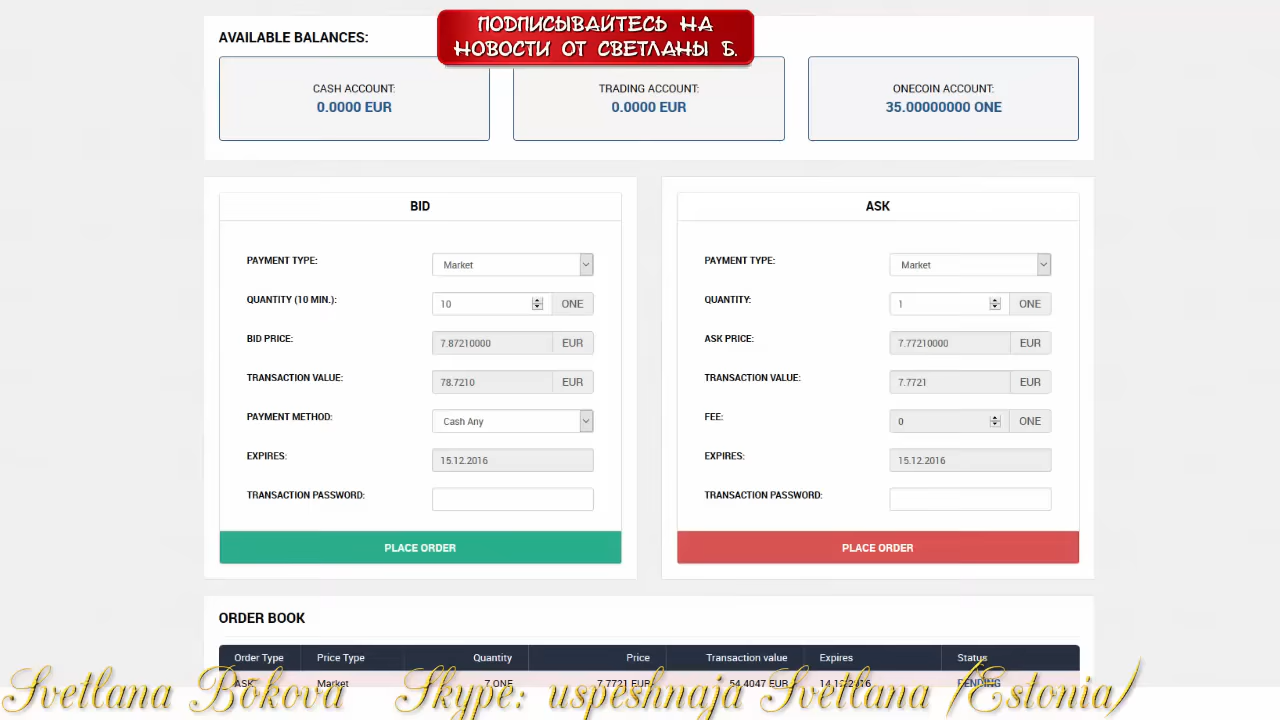 ПОДПИСЫВАЙТЕСЬ НА
НОВОСТИ ОТ СВЕТЛАНЫ Б.
AVAILABLE BALANCES:
CASH ACCOUNT:
0.0000 EUR
TRADING ACCOUNT:
0.0000 EUR
ONECOIN ACCOUNT:
35.00000000 ONE
BID
PAYMENT TYPE: Market
QUANTITY (10 MIN.): 10 ONE
BID PRICE: 7.87210000 EUR
TRANSACTION VALUE: 78.7210 EUR
PAYMENT METHOD: Cash Any
EXPIRES: 15.12.2016
TRANSACTION PASSWORD:
PLACE ORDER
ASK
PAYMENT TYPE: Market
QUANTITY: 1 ONE
ASK PRICE: 7.77210000 EUR
TRANSACTION VALUE: 7.7721 EUR
FEE: 0 ONE
EXPIRES: 15.12.2016
TRANSACTION PASSWORD:
PLACE ORDER
ORDER BOOK
Order Type Price Type Quantity Price Transaction value Expires Status
ASK Market 7 ONE 7.7721 EUR 54.4047 EUR 14.12.2016 PENDING
Svetlana Bokova Skype: uspeshnaja Svetlana (Estonia)